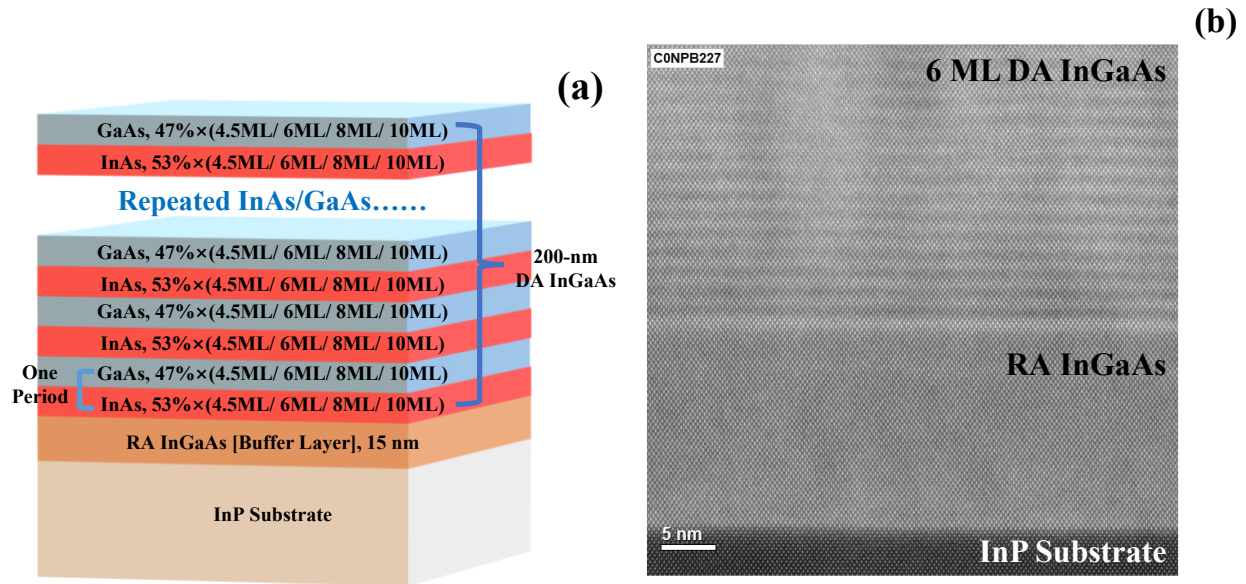 (a)
GaAs, 47%×(4.5ML/ 6ML/ 8ML/ 10ML)
InAs, 53%×(4.5ML/ 6ML/ 8ML/ 10ML)
Repeated InAs/GaAs……
GaAs, 47%×(4.5ML/ 6ML/ 8ML/ 10ML)
InAs, 53%×(4.5ML/ 6ML/ 8ML/ 10ML)
GaAs, 47%×(4.5ML/ 6ML/ 8ML/ 10ML)
InAs, 53%×(4.5ML/ 6ML/ 8ML/ 10ML)
GaAs, 47%×(4.5ML/ 6ML/ 8ML/ 10ML)
InAs, 53%×(4.5ML/ 6ML/ 8ML/ 10ML)
One
Period
200-nm
DA InGaAs
RA InGaAs [Buffer Layer], 15 nm
InP Substrate
(b)
C0NPB227
6 ML DA InGaAs
RA InGaAs
5 nm
InP Substrate